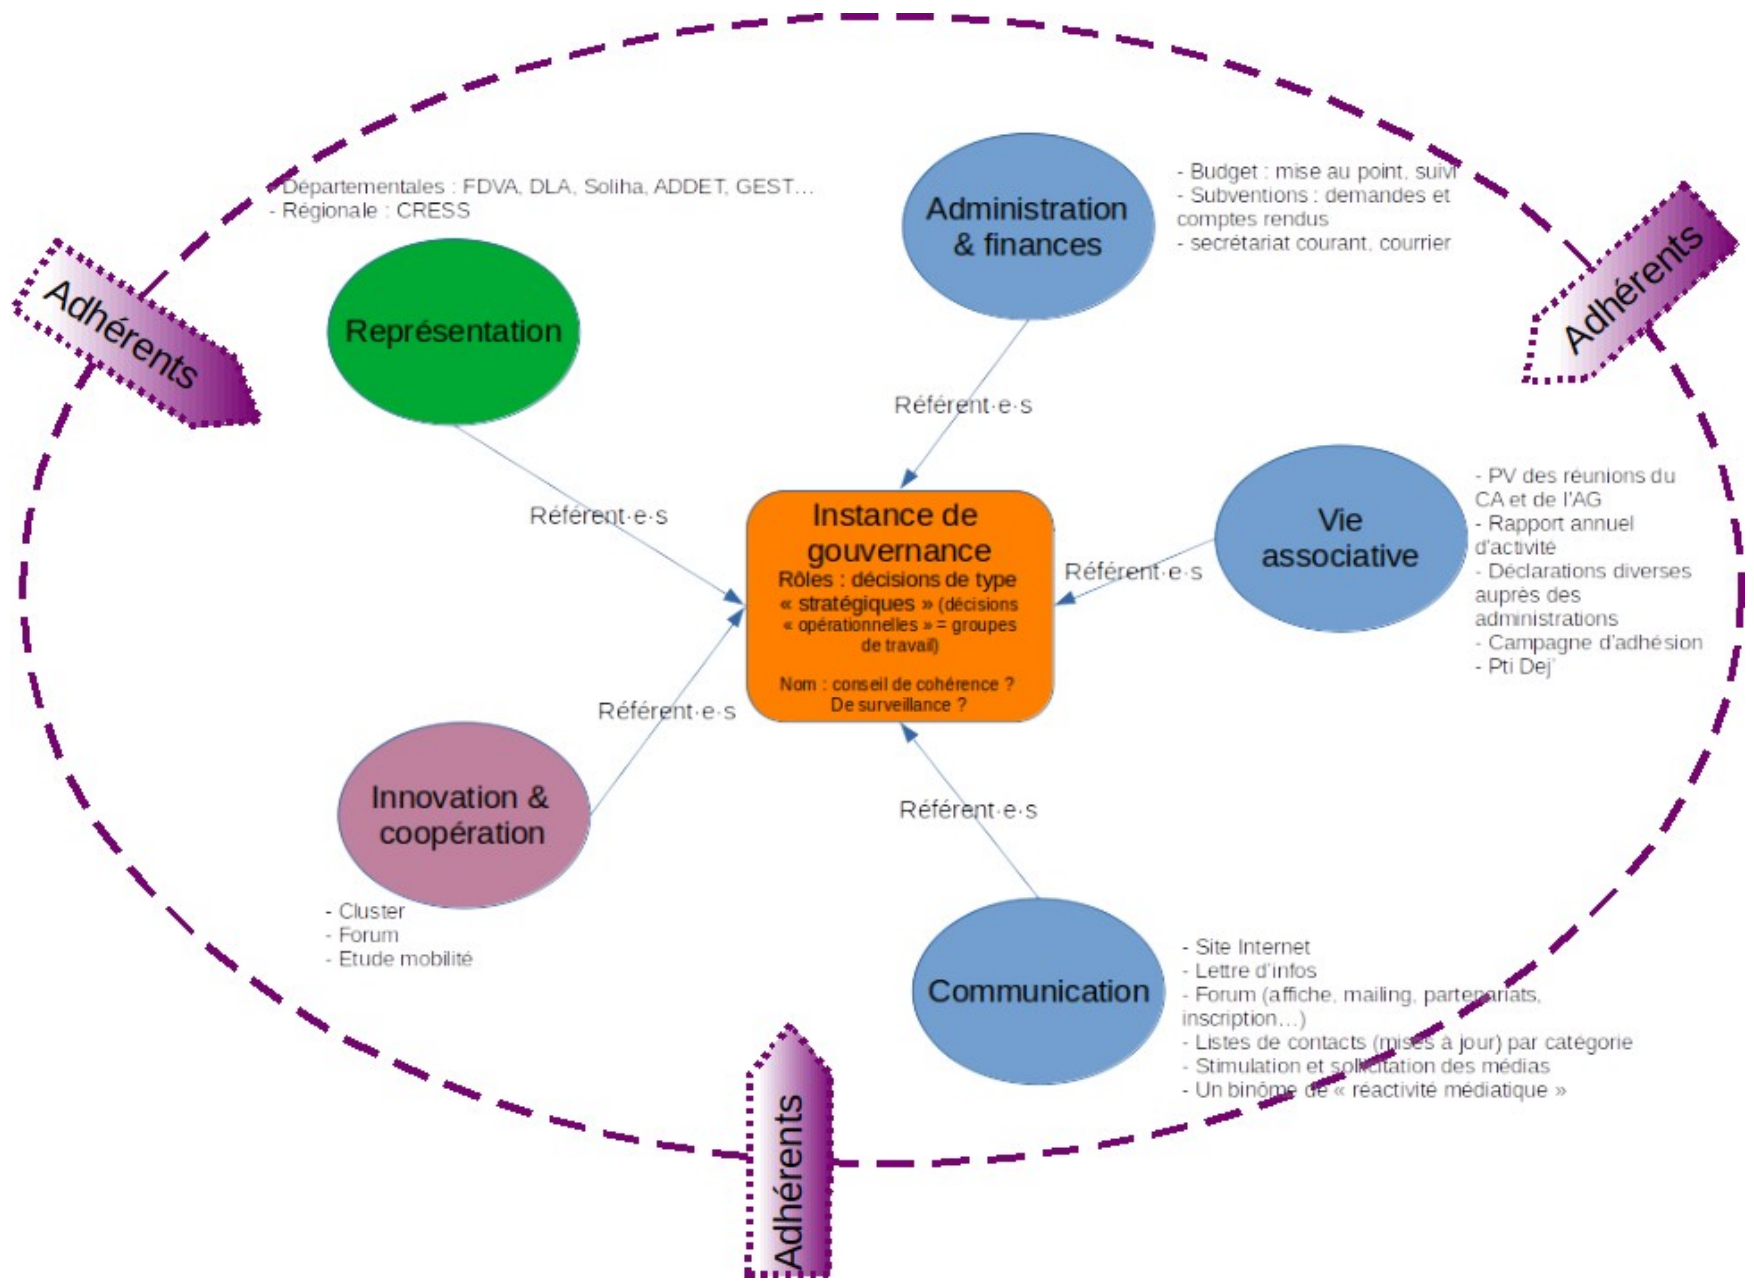 - Départementales : FDVA, DLA, Soliha, ADDET, GEST…
- Régionale : CRESS
Adhérents
Représentation
Administration
& finances
- Budget : mise au point, suivi
- Subventions : demandes et
comptes rendus
- secrétariat courant, courrier
Adhérents
Référent·e·s
Référent·e·s
Instance de
gouvernance
Rôles : décisions de type
« stratégiques » (décisions
« opérationnelles » = groupes
de travail)
Nom : conseil de cohérence ?
De surveillance ?
Référent·e·s
Vie
associative
- PV des réunions du
CA et de l'AG
- Rapport annuel
d'activité
- Déclarations diverses
auprès des
administrations
- Campagne d'adhésion
- Pti Dej'
Référent·e·s
Innovation &
coopération
- Cluster
- Forum
- Etude mobilité
Référent·e·s
Communication
- Site Internet
- Lettre d'infos
- Forum (affiche, mailing, partenariats,
inscription…)
- Listes de contacts (mises à jour) par catégorie
- Stimulation et sollicitation des médias
- Un binôme de « réactivité médiatique »
Adhérents